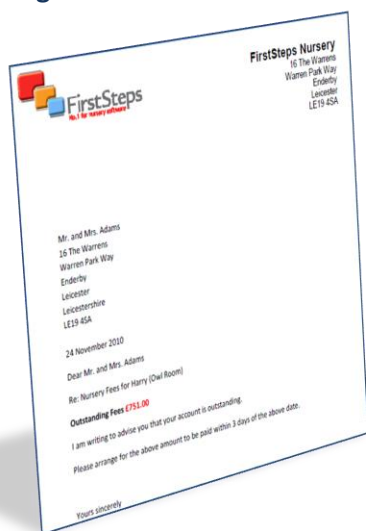 FirstSteps
No.1 for nursery software
FirstSteps Nursery
16 The Warrens
Warren Park Way
Enderby
Leicester
LE19 4SA
Mr. and Mrs. Adams
16 The Warrens
Warren Park Way
Enderby
Leicester
Leicestershire
LE19 4SA
24 November 2010
Dear Mr. and Mrs. Adams
Re: Nursery Fees for Harry (Owl Room)
Outstanding Fees £751.00
I am writing to advise you that your account is outstanding.
Please arrange for the above amount to be paid within 3 days of the above date.
Yours sincerely